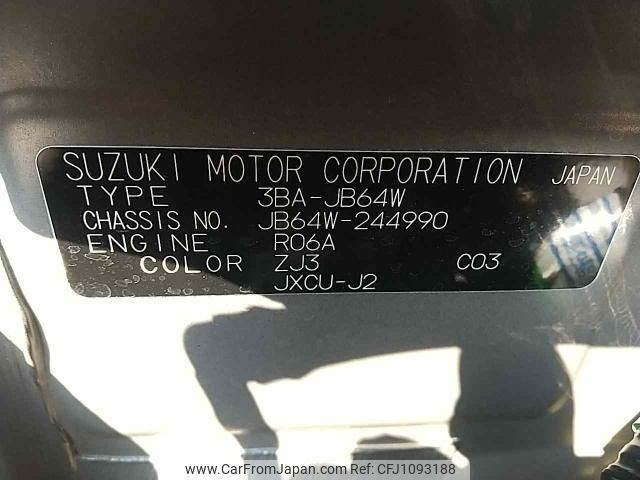 SUZUKI MOTOR CORPORATION JAPAN
TYPE 3BA-JB64W
CHASSIS NO. JB64W-244990
ENGINE R06A
COLOR ZJ3 C03
JXCU-J2
www.CarFromJapan.com - Ref No.CFJ1093188